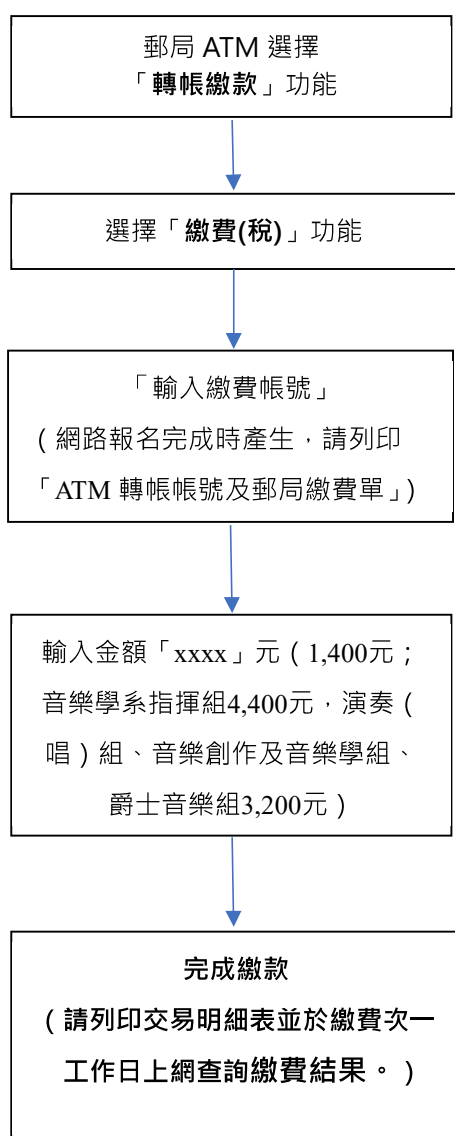 郵局 ATM 選擇
「轉帳繳款」功能
選擇「繳費(稅)」功能
「輸入繳費帳號」
(網路報名完成時產生，請列印
「ATM 轉帳帳號及郵局繳費單」)
輸入金額「xxxx」元（1,400元；
音樂學系指揮組4,400元，演奏（
唱）組、音樂創作及音樂學組、
爵士音樂組3,200元）
完成繳款
（請列印交易明細表並於繳費次一
工作日上網查詢繳費結果。）